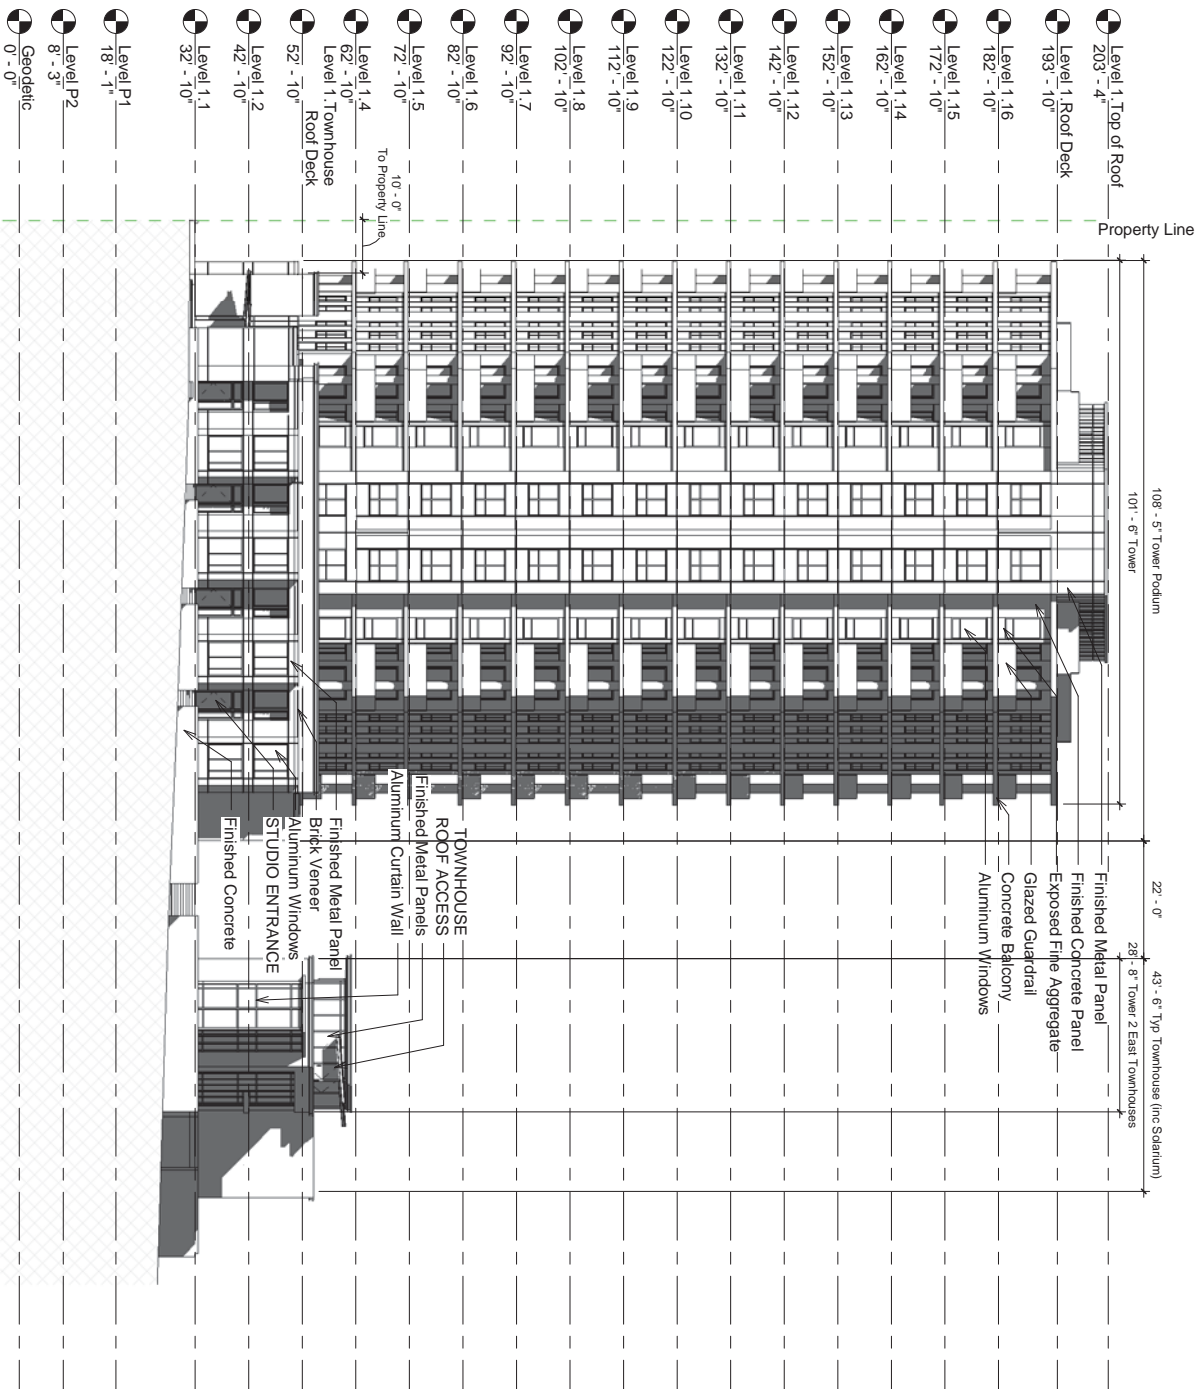 Level 1.Top of Roof
203' - 4"
Level 1.Roof Deck
193' - 10"
Level 1.16
182' - 10"
Level 1.15
172' - 10"
Level 1.14
162' - 10"
Level 1.13
152' - 10"
Level 1.12
142' - 10"
Level 1.11
132' - 10"
Level 1.10
122' - 10"
Level 1.9
112' - 10"
Level 1.8
102' - 10"
Level 1.7
92' - 10"
Level 1.6
82' - 10"
Level 1.5
72' - 10"
Level 1.4
62' - 10"
Level 1.Townhouse
Roof Deck
52' - 10"
Level 1.2
42' - 10"
Level 1.1
32' - 10"
Level P1
18' - 1"
Level P2
8' - 3"
Geodetic
0' - 0"
Property Line
10' - 0"
To Property Line
108' - 5" Tower Podium
101' - 6" Tower
22' - 0"
43' - 6" Typ Townhouse (inc Solarium)
28' - 8" Tower 2 East Townhouses
Finished Metal Panel
Finished Concrete Panel
Exposed Fine Aggregate
Glazed Guardrail
Concrete Balcony
Aluminum Windows
TOWNHOUSE
ROOF ACCESS
Finished Metal Panels
Aluminum Curtain Wall
Finished Metal Panel
Brick Veneer
Aluminum Windows
STUDIO ENTRANCE
Finished Concrete